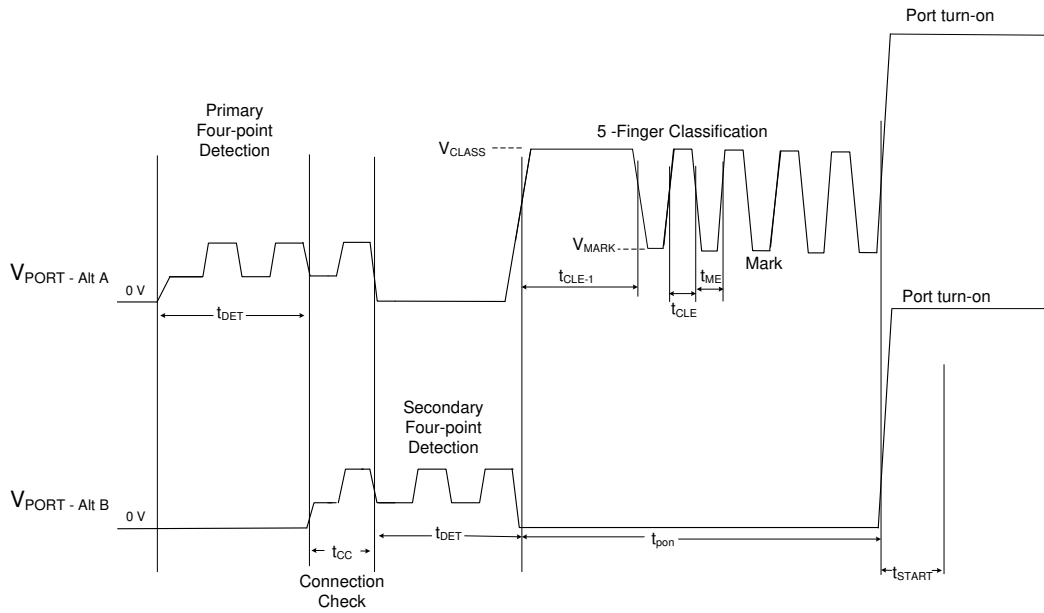 Port turn-on
Primary
Four-point
Detection
5 -Finger Classification
VCLASS
VMARK
Mark
VPORT - Alt A
0 V
tDET
tCLE-1
tME
tCLE
Port turn-on
Secondary
Four-point
Detection
VPORT - Alt B
0 V
tCC
tDET
tpon
tSTART
Connection
Check